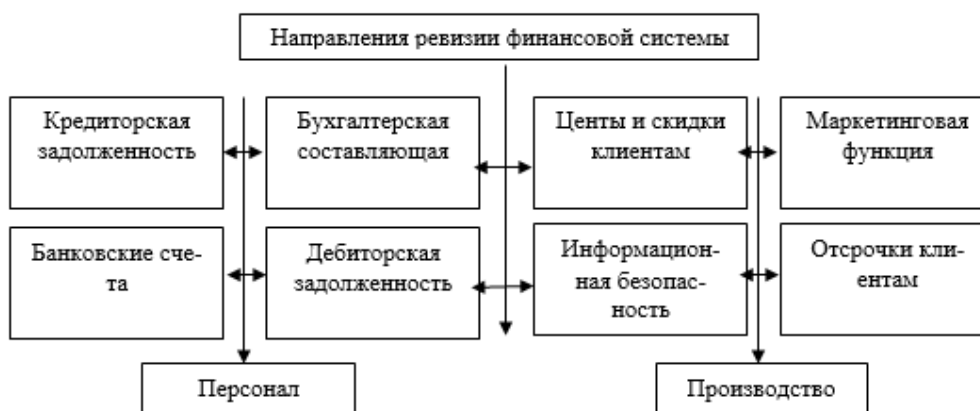 Направления ревизии финансовой системы
Кредиторская
задолженность
Бухгалтерская
составляющая
Центы и скидки
клиентам
Маркетинговая
функция
Банковские сче-
та
Дебиторская
задолженность
Информацион-
ная безопас-
ность
Отсрочки кли-
ентам
Персонал
Производство